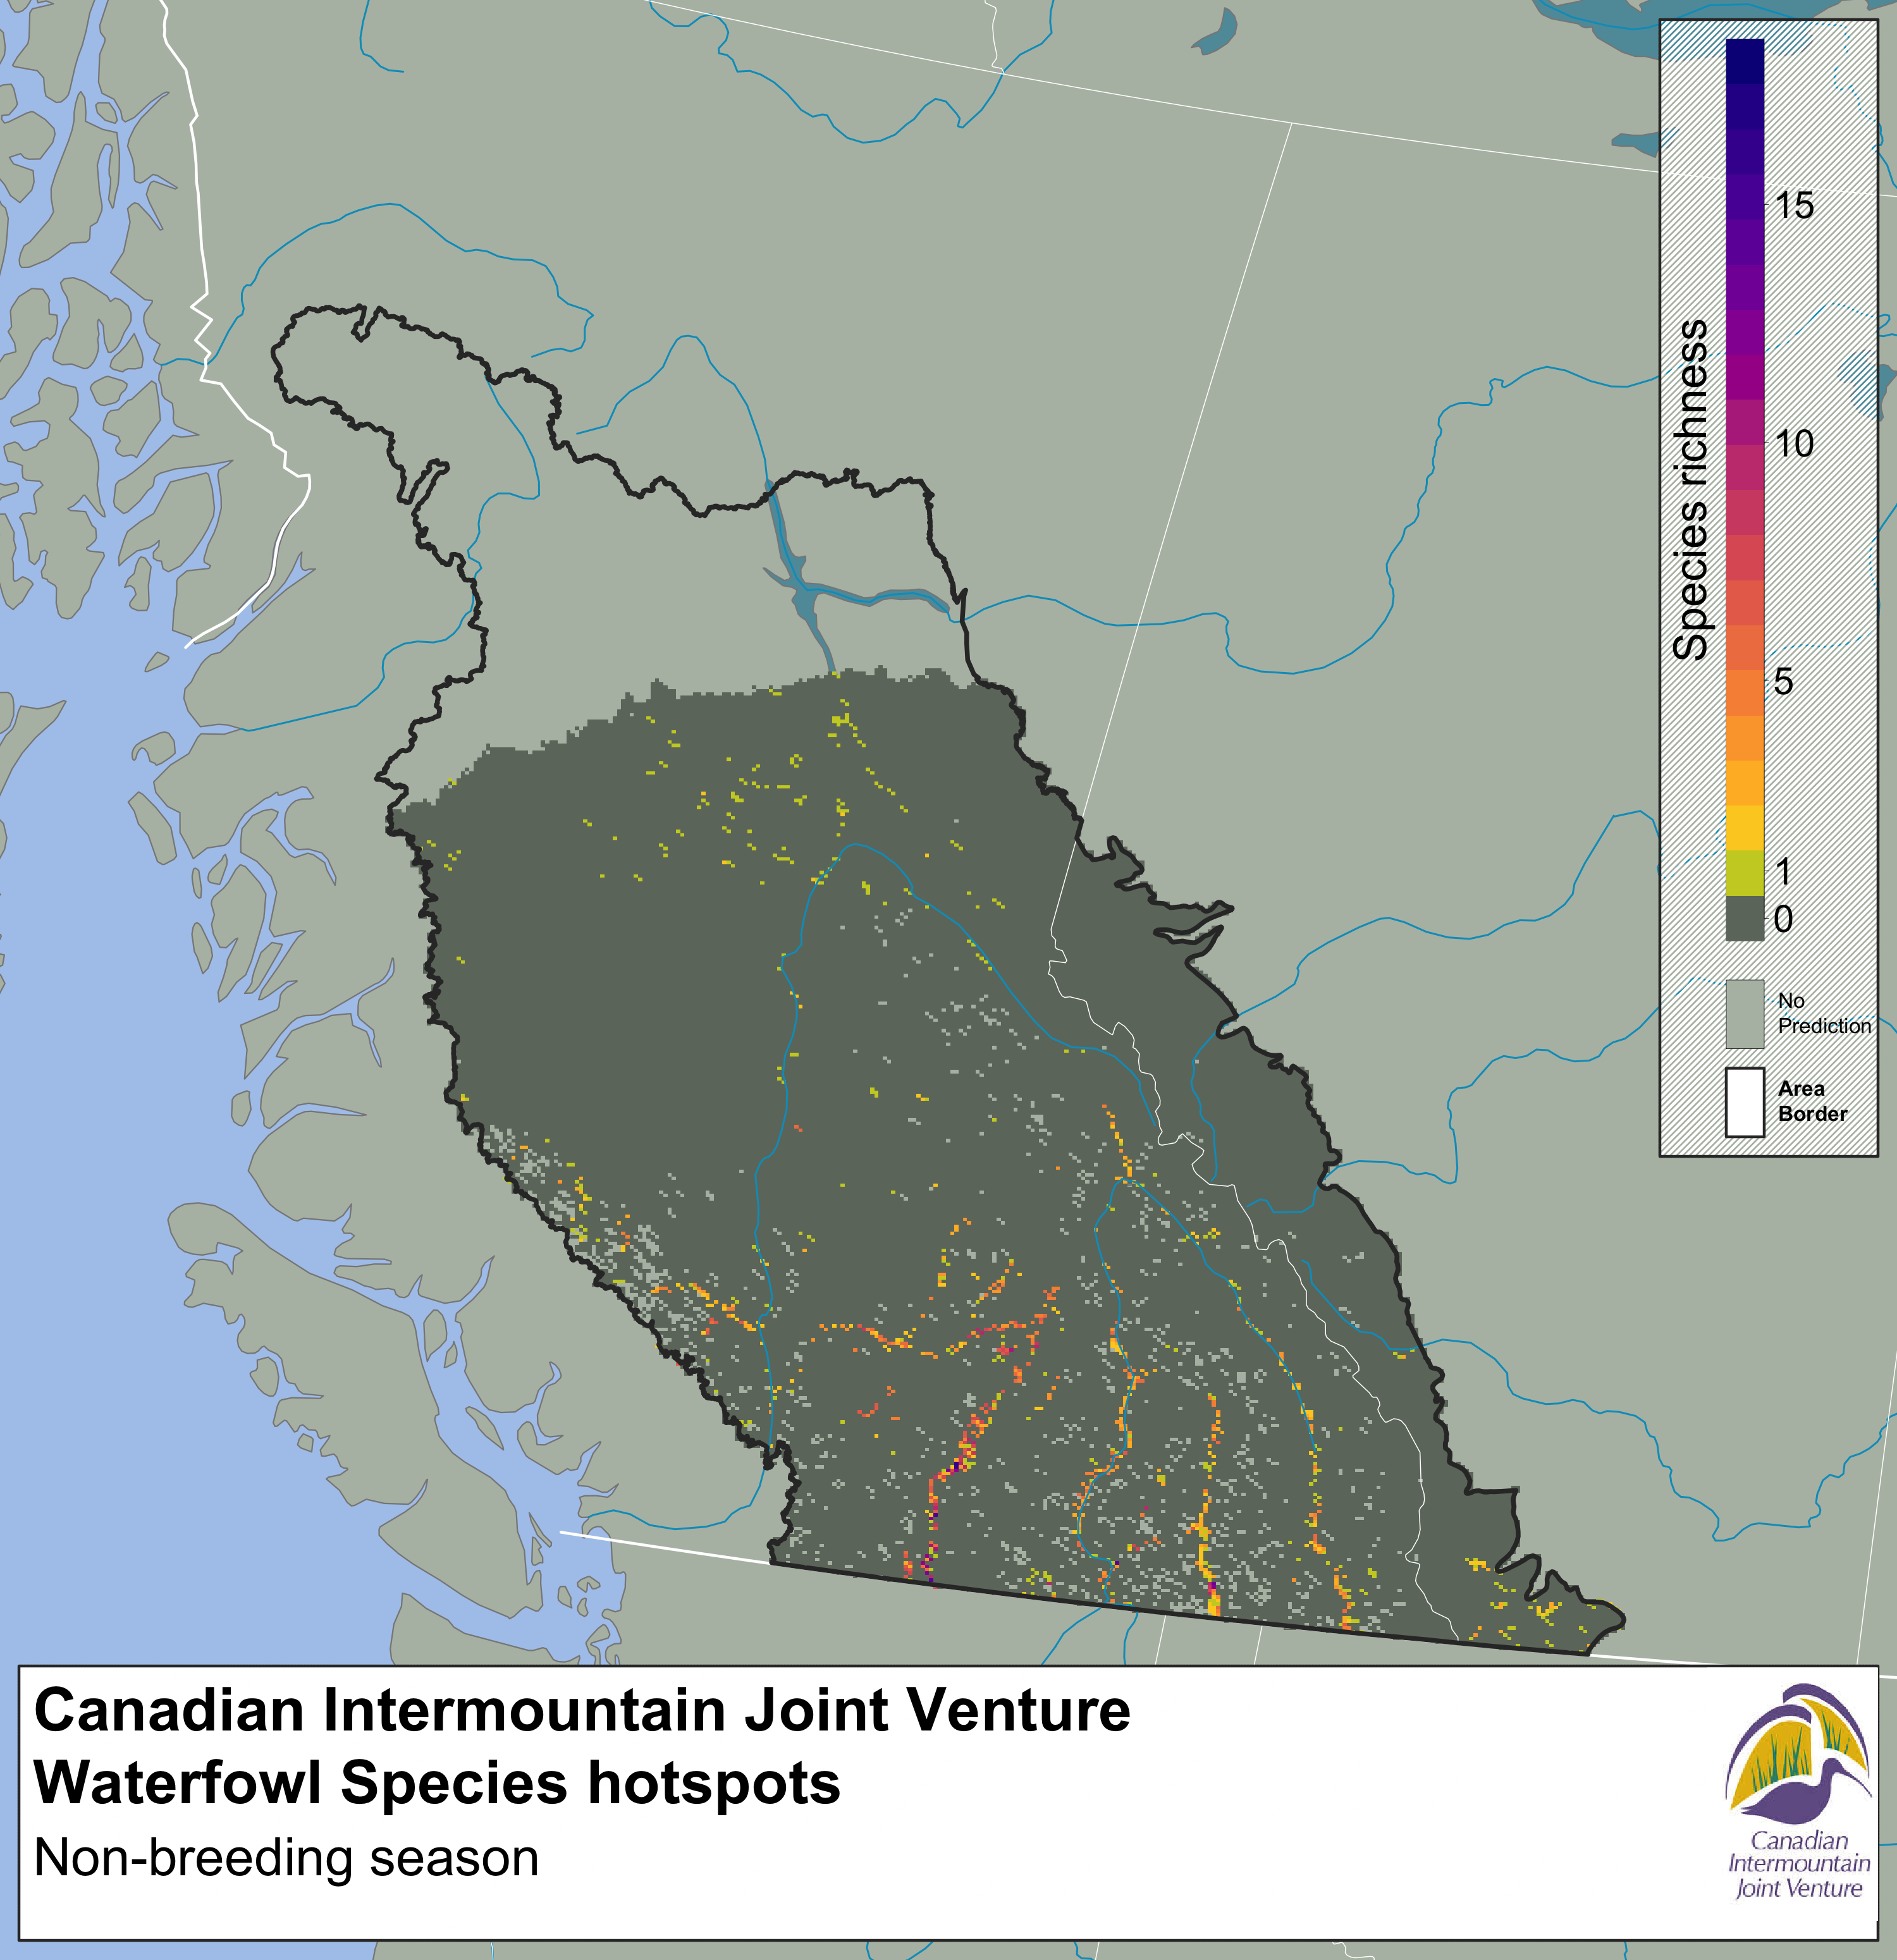 Species richness
15
10
5
1
0
No
Prediction
Area
Border
Canadian Intermountain Joint Venture
Waterfowl Species hotspots
Non-breeding season
Canadian
Intermountain
Joint Venture